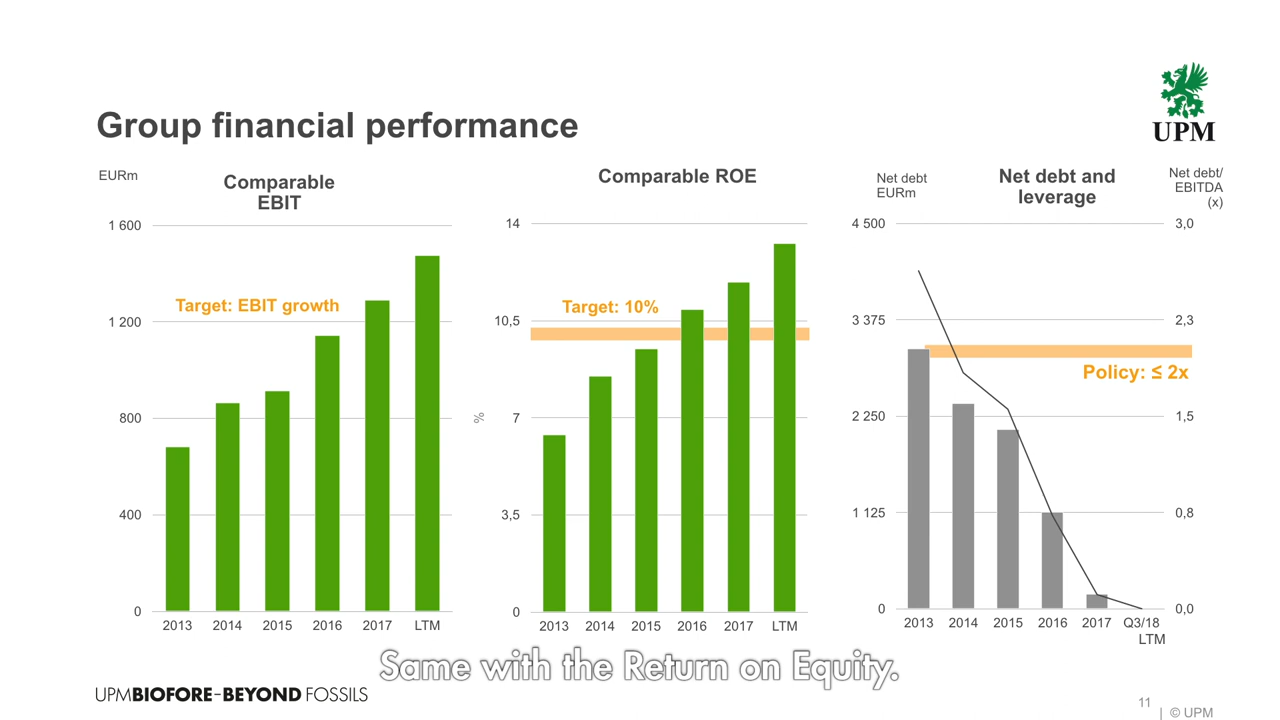 UPM
Group financial performance
EURm
Comparable
EBIT
1 600
1 200
800
400
0
Target: EBIT growth
2013 2014 2015 2016 2017 LTM
Comparable ROE
14
10,5
7
3,5
0
%
Target: 10%
2013 2014 2015 2016 2017 LTM
Net debt
EURm
Net debt and
leverage
Net debt/
EBITDA
(x)
4 500
3 375
2 250
1 125
0
3,0
2,3
1,5
0,8
0,0
Policy: ≤ 2x
2013 2014 2015 2016 2017 Q3/18
LTM
Same with the Return on Equity.
UPM BIOFORE-BEYOND FOSSILS
11
| © UPM